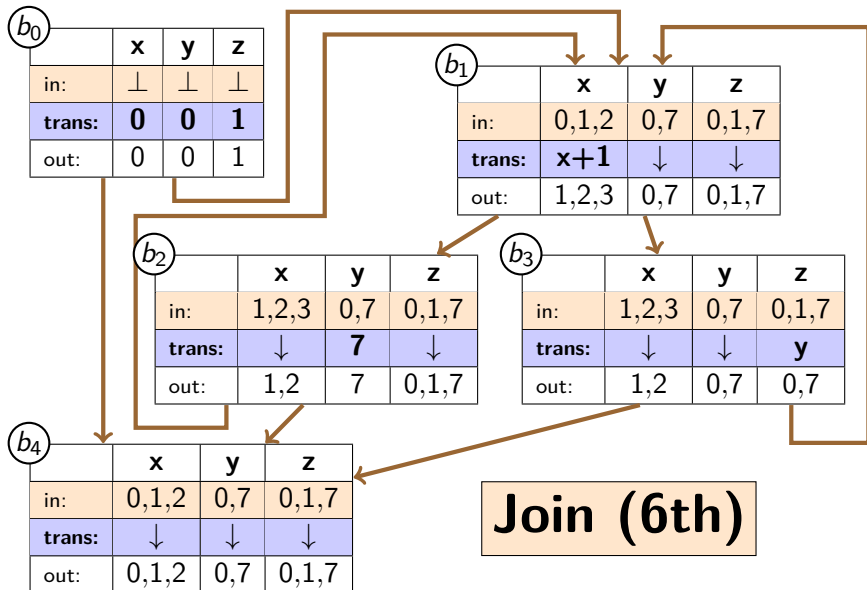 b0
x y z
in: ⊥ ⊥ ⊥
trans: 0 0 1
out: 0 0 1
b1
x y z
in: 0,1,2 0,7 0,1,7
trans: x+1 ↓ ↓
out: 1,2,3 0,7 0,1,7
b2
x y z
in: 1,2,3 0,7 0,1,7
trans: ↓ 7 ↓
out: 1,2 7 0,1,7
b3
x y z
in: 1,2,3 0,7 0,1,7
trans: ↓ ↓ y
out: 1,2 0,7 0,7
b4
x y z
in: 0,1,2 0,7 0,1,7
trans: ↓ ↓ ↓
out: 0,1,2 0,7 0,1,7
Join (6th)